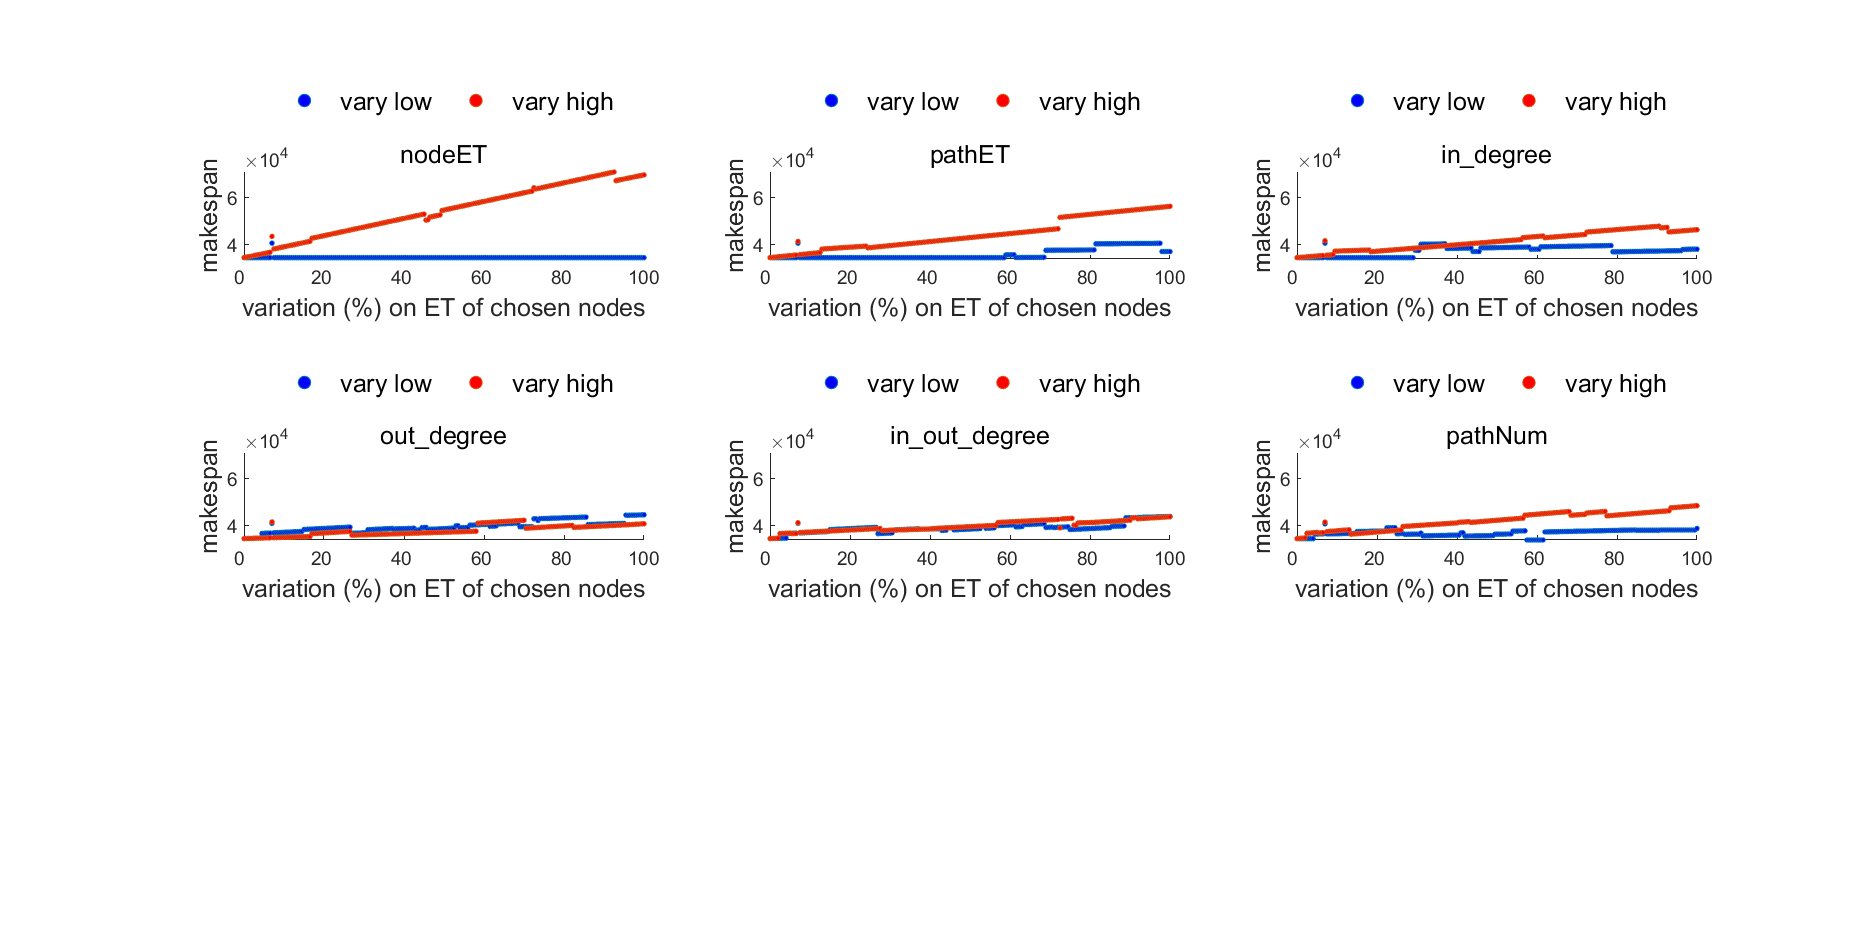 vary low vary high vary low vary high vary low vary high
nodeET pathET in_degree
×10^4 ×10^4 ×10^4
makespan makespan makespan
6 6 6
4 4 4
0 20 40 60 80 100 0 20 40 60 80 100 0 20 40 60 80 100
variation (%) on ET of chosen nodes variation (%) on ET of chosen nodes variation (%) on ET of chosen nodes
vary low vary high vary low vary high vary low vary high
out_degree in_out_degree pathNum
×10^4 ×10^4 ×10^4
makespan makespan makespan
6 6 6
4 4 4
0 20 40 60 80 100 0 20 40 60 80 100 0 20 40 60 80 100
variation (%) on ET of chosen nodes variation (%) on ET of chosen nodes variation (%) on ET of chosen nodes